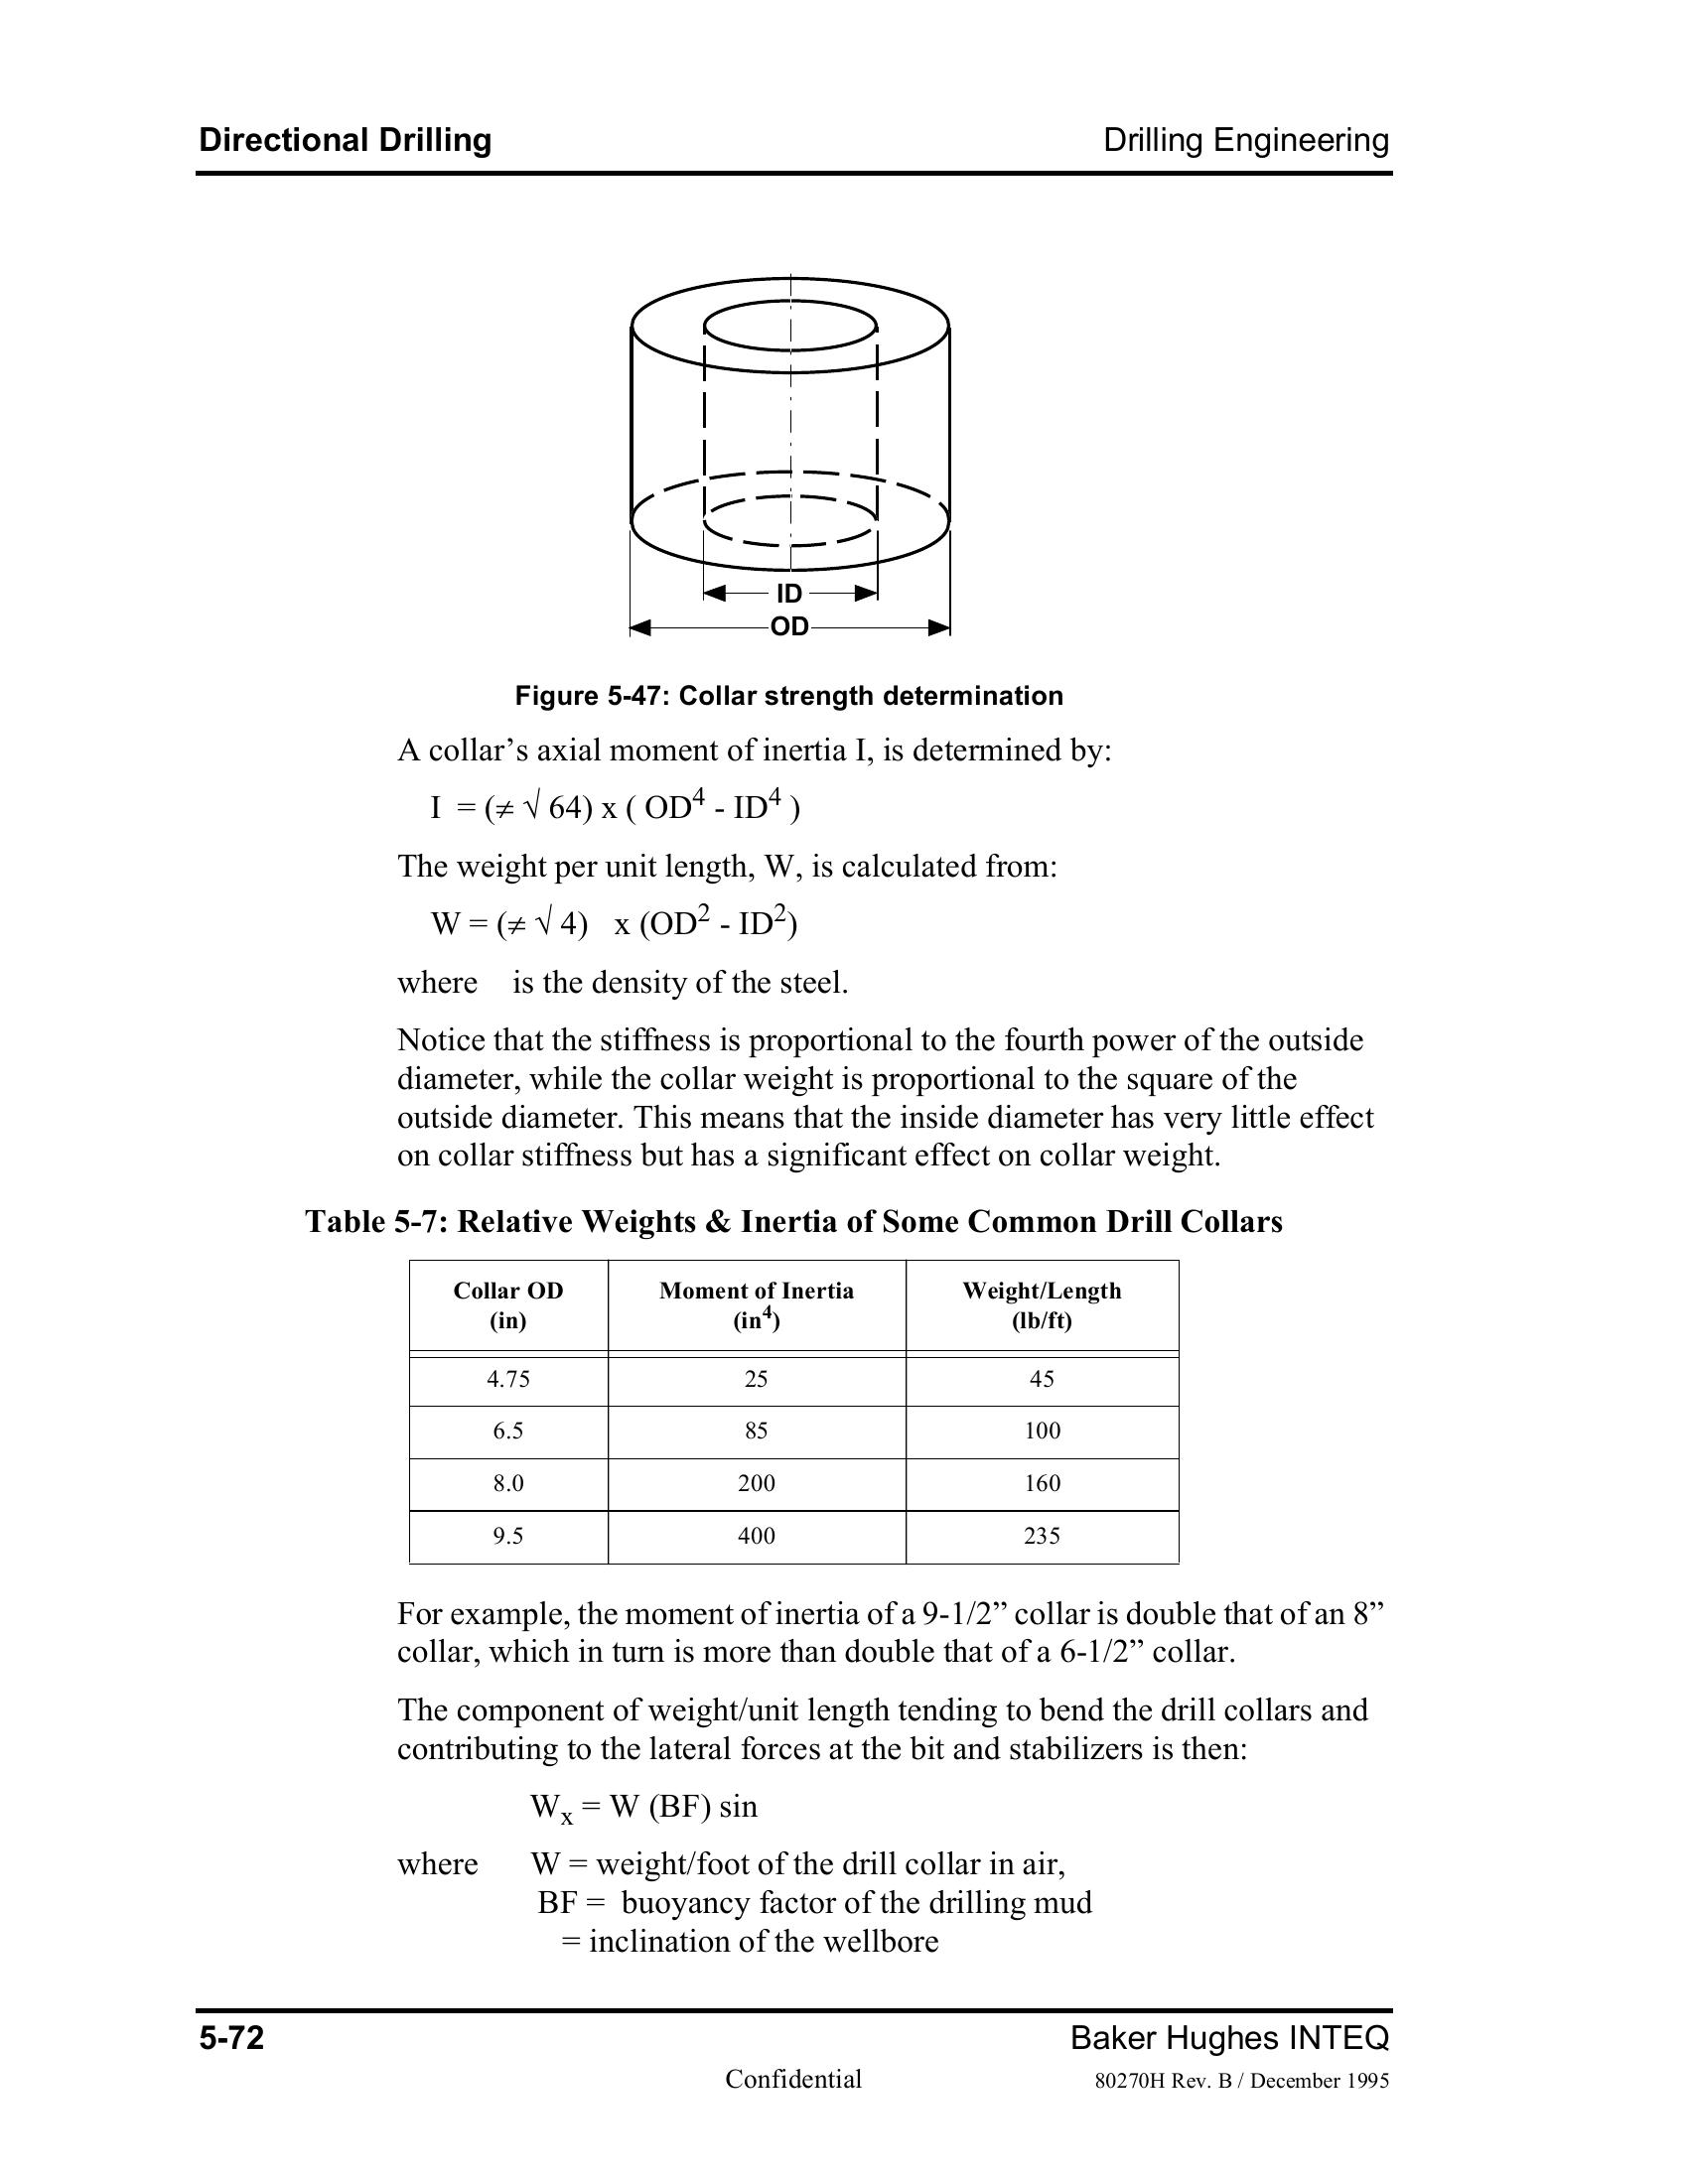 Directional Drilling Drilling Engineering
ID
OD
Figure 5-47: Collar strength determination
A collar’s axial moment of inertia I, is determined by:
I = (≠ √ 64) x ( OD⁴ - ID⁴ )
The weight per unit length, W, is calculated from:
W = (≠ √ 4) x (OD² - ID²)
where is the density of the steel.
Notice that the stiffness is proportional to the fourth power of the outside
diameter, while the collar weight is proportional to the square of the
outside diameter. This means that the inside diameter has very little effect
on collar stiffness but has a significant effect on collar weight.
Table 5-7: Relative Weights & Inertia of Some Common Drill Collars
Collar OD Moment of Inertia Weight/Length
(in) (in⁴) (lb/ft)
4.75 25 45
6.5 85 100
8.0 200 160
9.5 400 235
For example, the moment of inertia of a 9-1/2” collar is double that of an 8”
collar, which in turn is more than double that of a 6-1/2” collar.
The component of weight/unit length tending to bend the drill collars and
contributing to the lateral forces at the bit and stabilizers is then:
Wₓ = W (BF) sin
where W = weight/foot of the drill collar in air,
BF = buoyancy factor of the drilling mud
= inclination of the wellbore
5-72 Baker Hughes INTEQ
Confidential 80270H Rev. B / December 1995